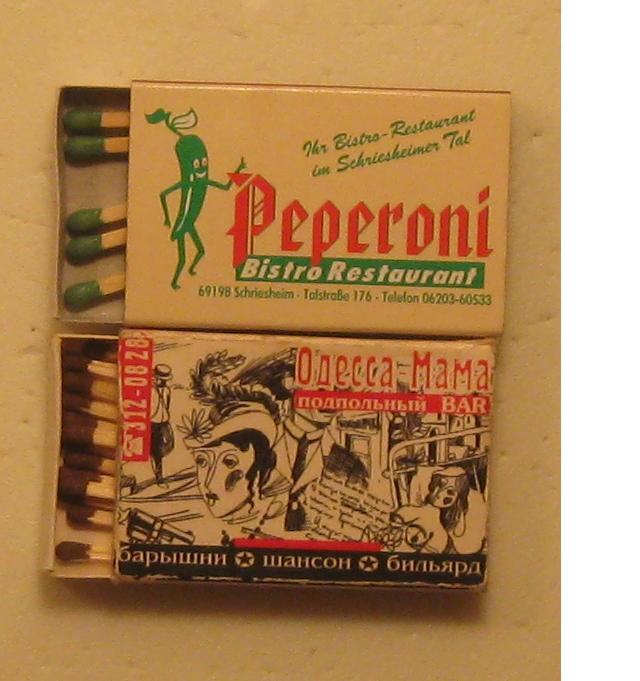 Ihr Bistro-Restaurant
im Schriesheimer Tal
Peperoni
Bistro Restaurant
69198 Schriesheim · Talstraße 176 · Telefon 06203-60533
☎312-0828
Одесса-Мама
подпольный BAR
барышни ✪ шансон ✪ бильярд